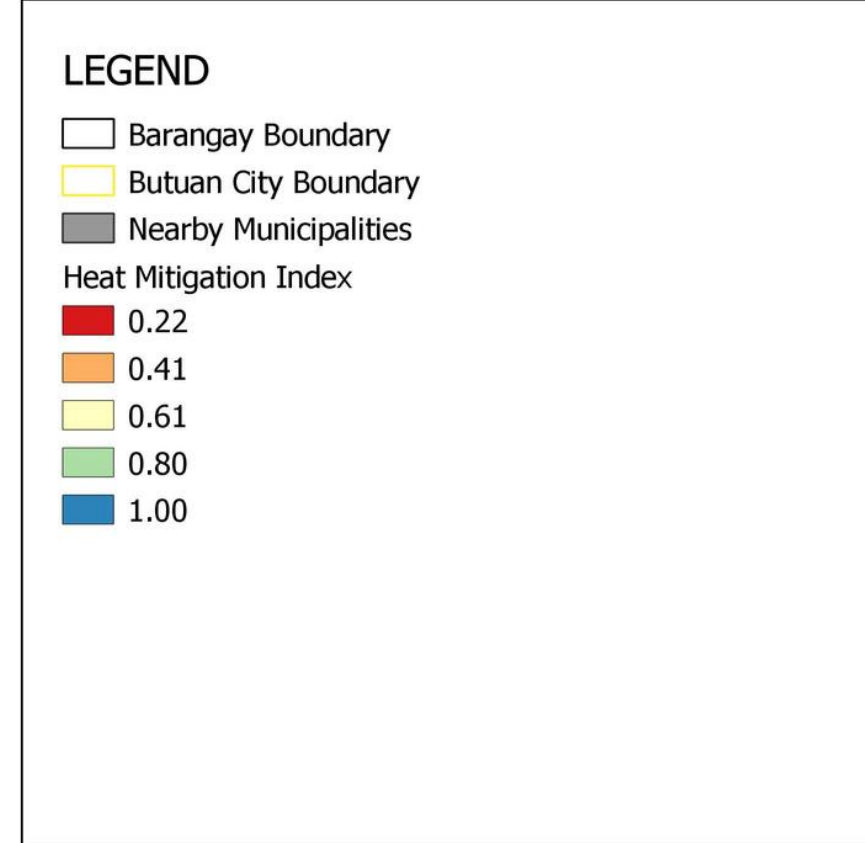 LEGEND
Barangay Boundary
Butuan City Boundary
Nearby Municipalities
Heat Mitigation Index
0.22
0.41
0.61
0.80
1.00